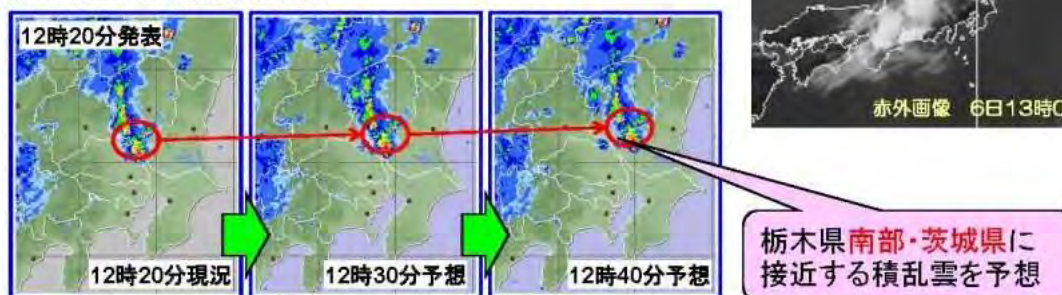 12時20分発表
12時20分現況
12時30分予想
12時40分予想
赤外画像 6日13時0
栃木県南部・茨城県に
接近する積乱雲を予想